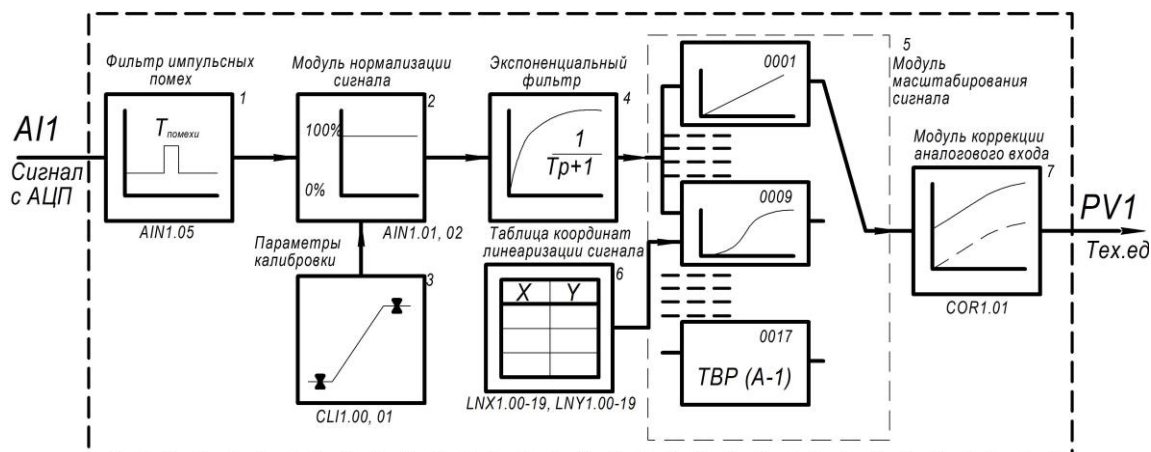 Фильтр импульсных
помех
1
Тпомехи
AIN1.05
AI1
Сигнал
с АЦП
Модуль нормализации
сигнала
2
100%
0%
AIN1.01, 02
Параметры
калибровки
3
CLI1.00, 01
Экспоненциальный
фильтр
4
1
Tp+1
Таблица координат
линеаризации сигнала
6
X Y
LNX1.00-19, LNY1.00-19
5
Модуль
масштабирования
сигнала
0001
0009
0017
ТВР (А-1)
Модуль коррекции
аналогового входа
7
COR1.01
PV1
Тех.ед